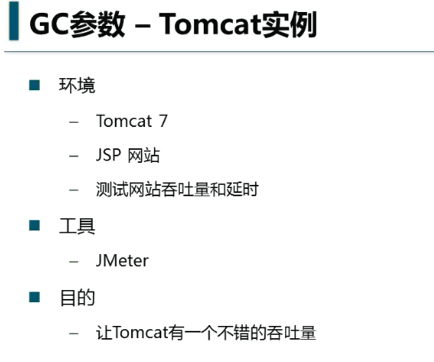 GC参数 – Tomcat实例
环境
– Tomcat 7
– JSP 网站
– 测试网站吞吐量和延时
工具
– JMeter
目的
– 让Tomcat有一个不错的吞吐量